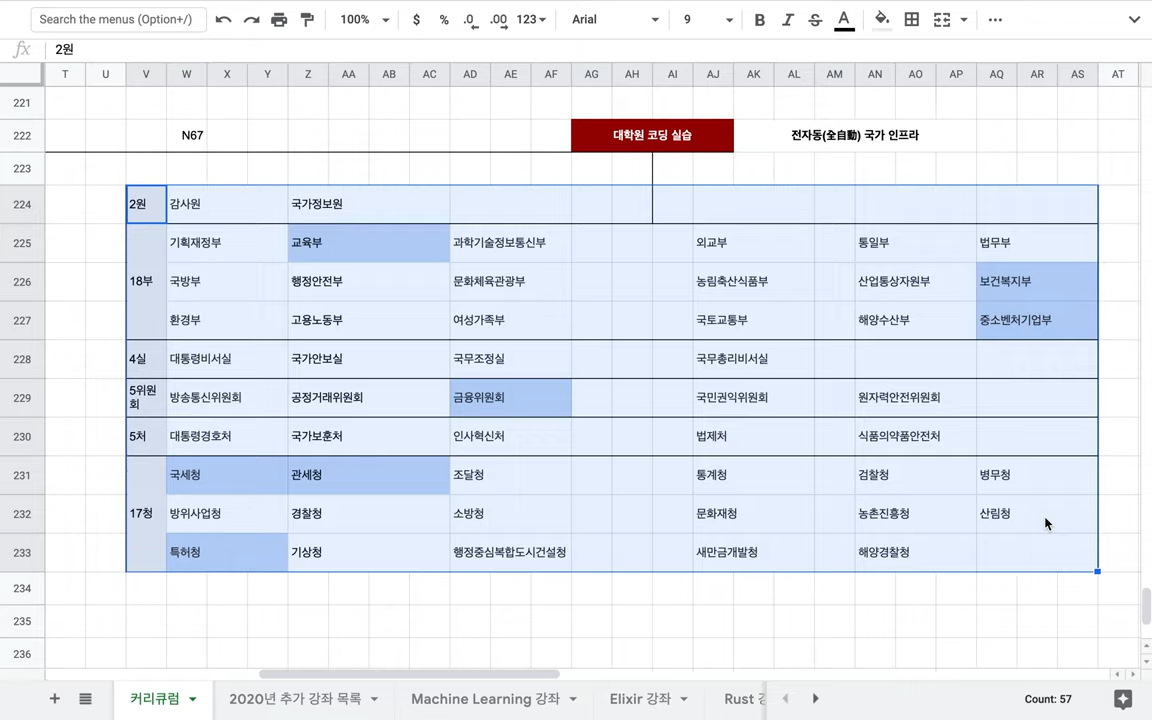 Search the menus (Option+/)
100%
$ % .0 .00 123
Arial
9
B I S A
fx 2원
T U V W X Y Z AA AB AC AD AE AF AG AH AI AJ AK AL AM AN AO AP AQ AR AS AT
221
222 N67 대학원 코딩 실습 전자동(全自動) 국가 인프라
223
224 2원 감사원 국가정보원
225 기획재정부 교육부 과학기술정보통신부 외교부 통일부 법무부
226 18부 국방부 행정안전부 문화체육관광부 농림축산식품부 산업통상자원부 보건복지부
227 환경부 고용노동부 여성가족부 국토교통부 해양수산부 중소벤처기업부
228 4실 대통령비서실 국가안보실 국무조정실 국무총리비서실
229 5위원회 방송통신위원회 공정거래위원회 금융위원회 국민권익위원회 원자력안전위원회
230 5처 대통령경호처 국가보훈처 인사혁신처 법제처 식품의약품안전처
231 국세청 관세청 조달청 통계청 검찰청 병무청
232 17청 방위사업청 경찰청 소방청 문화재청 농촌진흥청 산림청
233 특허청 기상청 행정중심복합도시건설청 새만금개발청 해양경찰청
234
235
236
커리큐럼 2020년 추가 강좌 목록 Machine Learning 강좌 Elixir 강좌 Rust
Count: 57